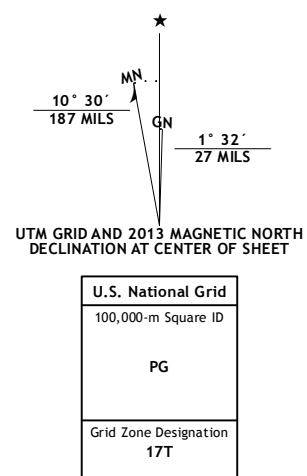 ★
MN
GN
10° 30´
187 MILS
1° 32´
27 MILS
UTM GRID AND 2013 MAGNETIC NORTH
DECLINATION AT CENTER OF SHEET
U.S. National Grid
100,000-m Square ID
PG
Grid Zone Designation
17T